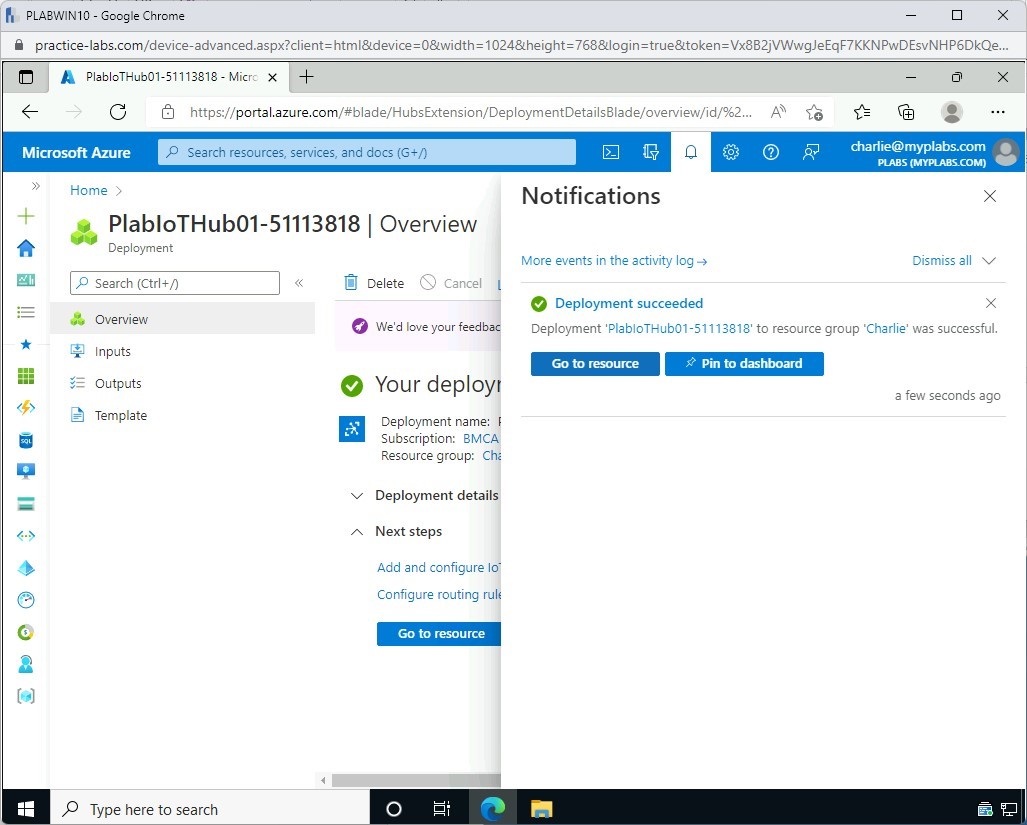 PLABWIN10 - Google Chrome
practice-labs.com/device-advanced.aspx?client=html&device=0&width=1024&height=768&login=true&token=Vx8B2jVWwgJeEqF7KKNPwDEsvNHP6DkQe...
PlabIoTHub01-51113818 - Micro
https://portal.azure.com/#blade/HubsExtension/DeploymentDetailsBlade/overview/id/%2...
Microsoft Azure
Search resources, services, and docs (G+/)
charlie@myplabs.com
PLABS (MYPLABS.COM)
Home
PlabIoTHub01-51113818 | Overview
Deployment
Search (Ctrl+/)
Overview
Inputs
Outputs
Template
Delete
Cancel
We'd love your feedbac
Your deployr
Deployment name:
Subscription: BMCA
Resource group: Cha
Deployment details
Next steps
Add and configure IoT
Configure routing rule
Go to resource
Notifications
More events in the activity log →
Dismiss all
Deployment succeeded
Deployment 'PlabIoTHub01-51113818' to resource group 'Charlie' was successful.
Go to resource
Pin to dashboard
a few seconds ago
SQL
Type here to search